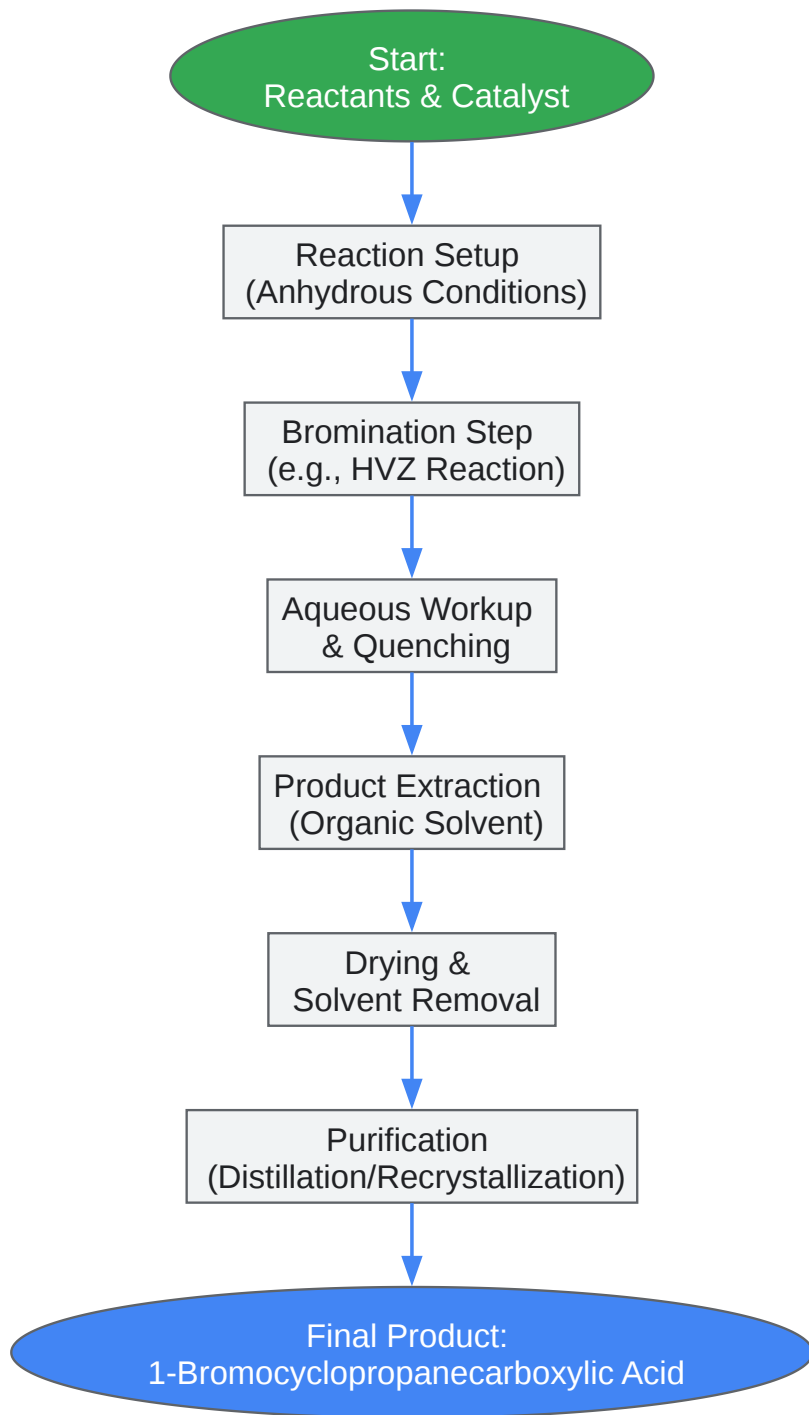 Start:
Reactants & Catalyst
Reaction Setup
(Anhydrous Conditions)
Bromination Step
(e.g., HVZ Reaction)
Aqueous Workup
& Quenching
Product Extraction
(Organic Solvent)
Drying &
Solvent Removal
Purification
(Distillation/Recrystallization)
Final Product:
1-Bromocyclopropanecarboxylic Acid